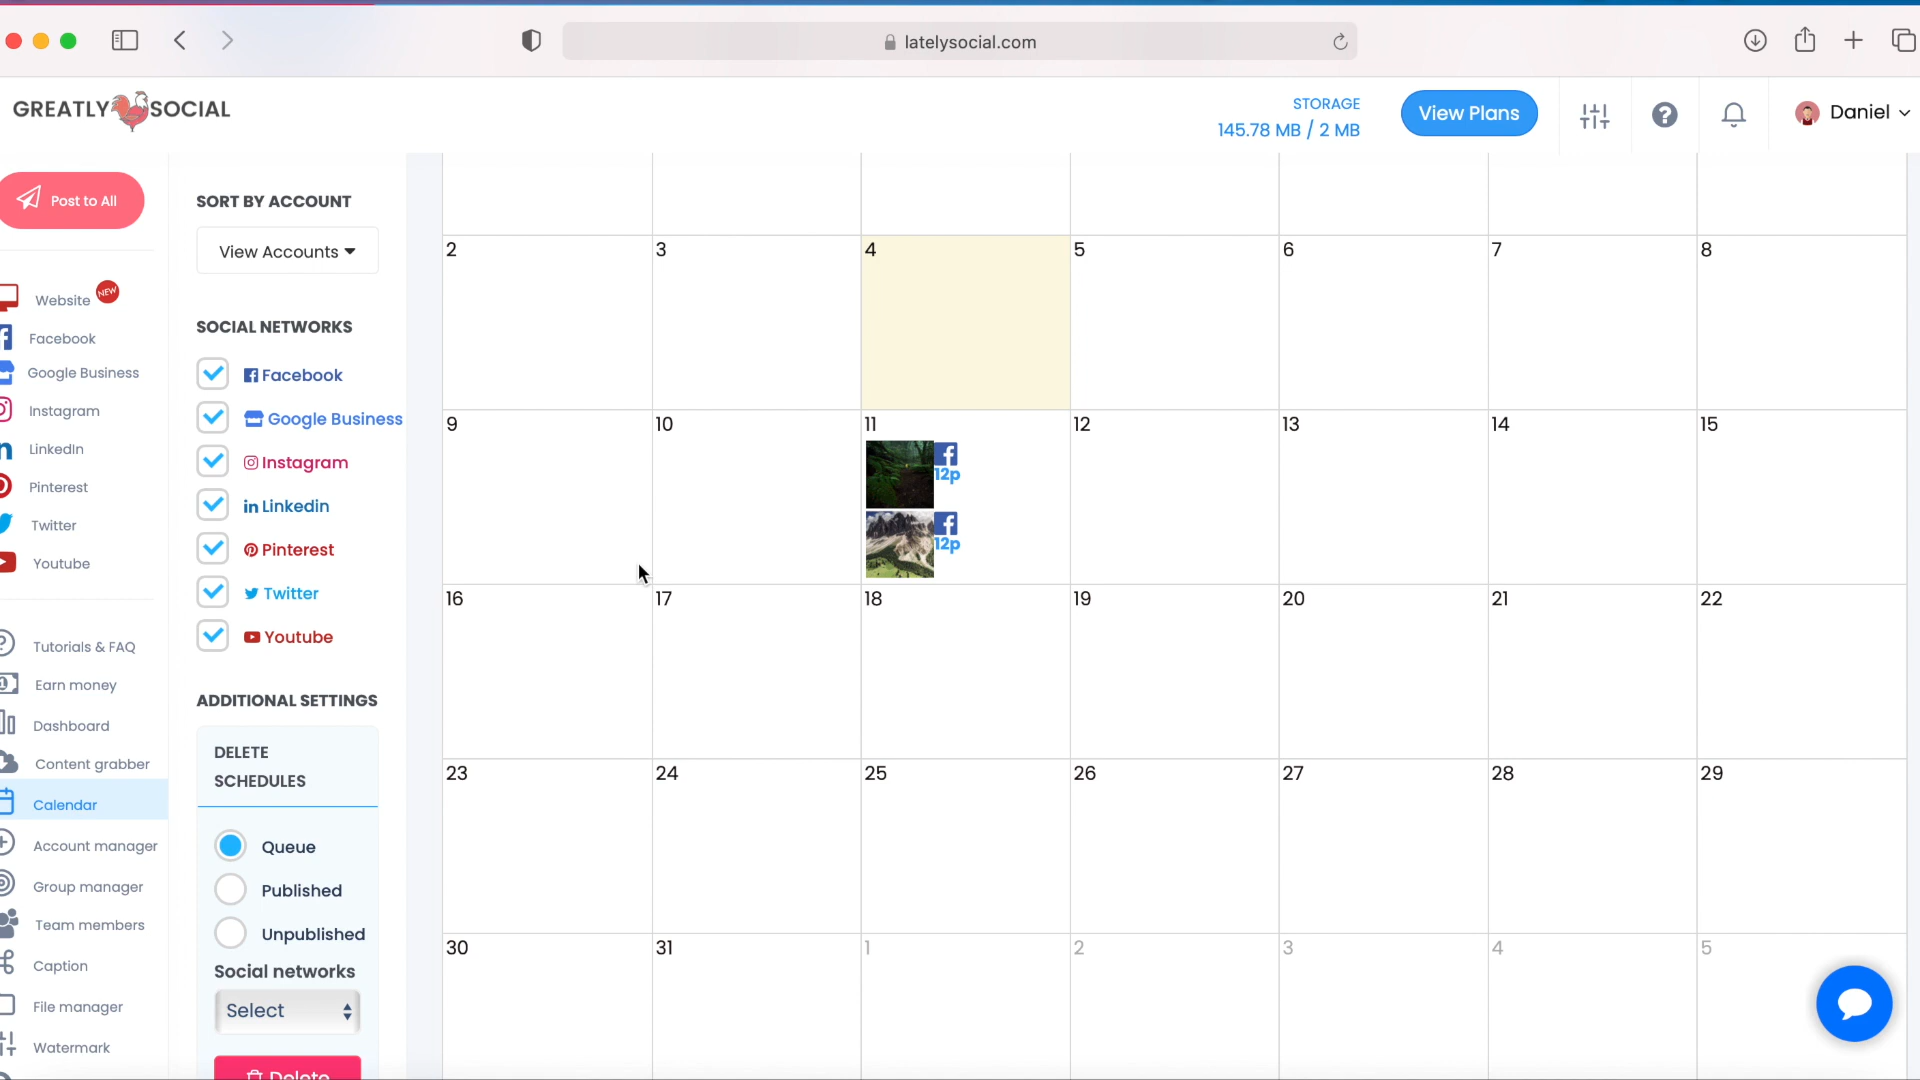 latelysocial.com
GREATLY SOCIAL
STORAGE
145.78 MB / 2 MB
View Plans
Daniel
Post to All
Website NEW
Facebook
Google Business
Instagram
LinkedIn
Pinterest
Twitter
Youtube
Tutorials & FAQ
Earn money
Dashboard
Content grabber
Calendar
Account manager
Group manager
Team members
Caption
File manager
Watermark
SORT BY ACCOUNT
View Accounts
SOCIAL NETWORKS
Facebook
Google Business
Instagram
Linkedin
Pinterest
Twitter
Youtube
ADDITIONAL SETTINGS
DELETE
SCHEDULES
Queue
Published
Unpublished
Social networks
Select
Delete
2 3 4 5 6 7 8
9 10 11 12 13 14 15
12p
12p
16 17 18 19 20 21 22
23 24 25 26 27 28 29
30 31 1 2 3 4 5